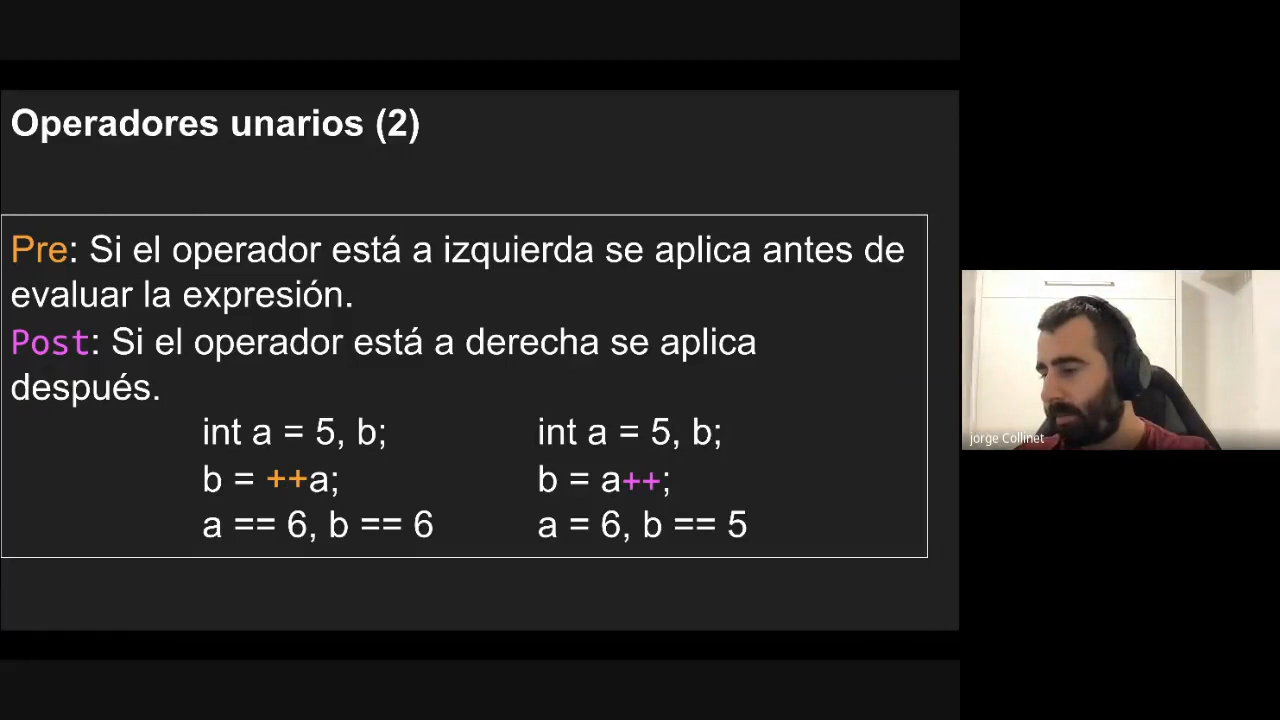 Operadores unarios (2)
Pre: Si el operador está a izquierda se aplica antes de
evaluar la expresión.
Post: Si el operador está a derecha se aplica
después.
int a = 5, b;
b = ++a;
a == 6, b == 6
int a = 5, b;
b = a++;
a = 6, b == 5
jorge Collinet